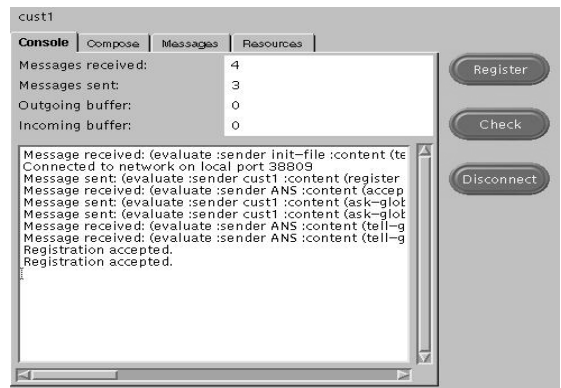 cust1
Console Compose Messages Resources
Messages received: 4
Messages sent: 3
Outgoing buffer: 0
Incoming buffer: 0
Register
Check
Disconnect
Message received: (evaluate :sender init-file :content (te
Connected to network on local port 38809
Message sent: (evaluate :sender cust1 :content (register
Message received: (evaluate :sender ANS :content (accep
Message sent: (evaluate :sender cust1 :content (ask-glob
Message sent: (evaluate :sender cust1 :content (ask-glob
Message received: (evaluate :sender ANS :content (tell-g
Message received: (evaluate :sender ANS :content (tell-g
Registration accepted.
Registration accepted.